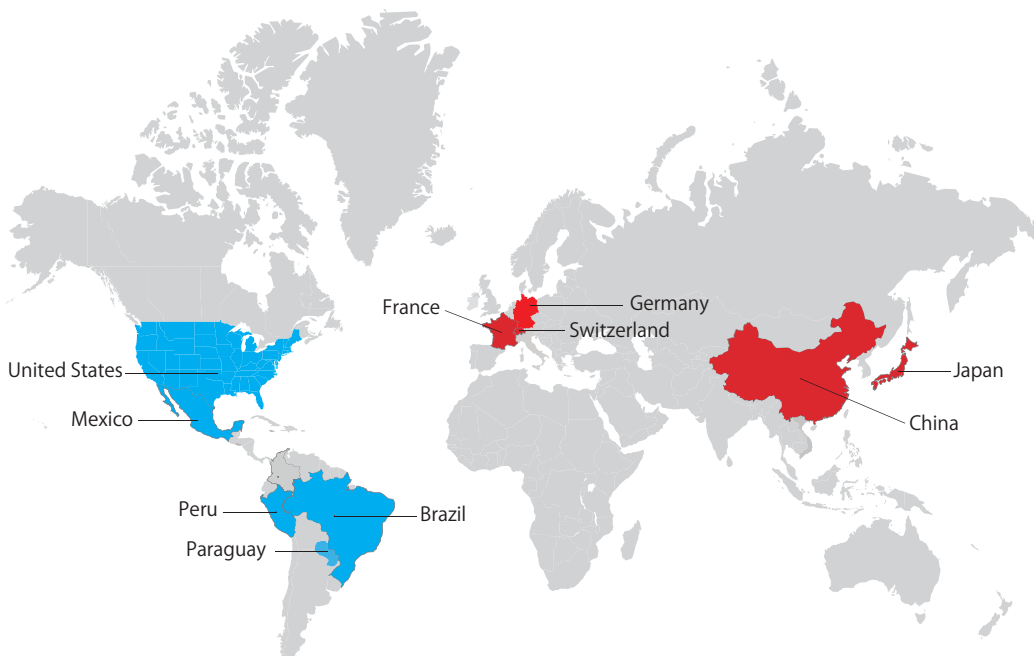 France
Germany
Switzerland
United States
Japan
Mexico
China
Peru
Brazil
Paraguay